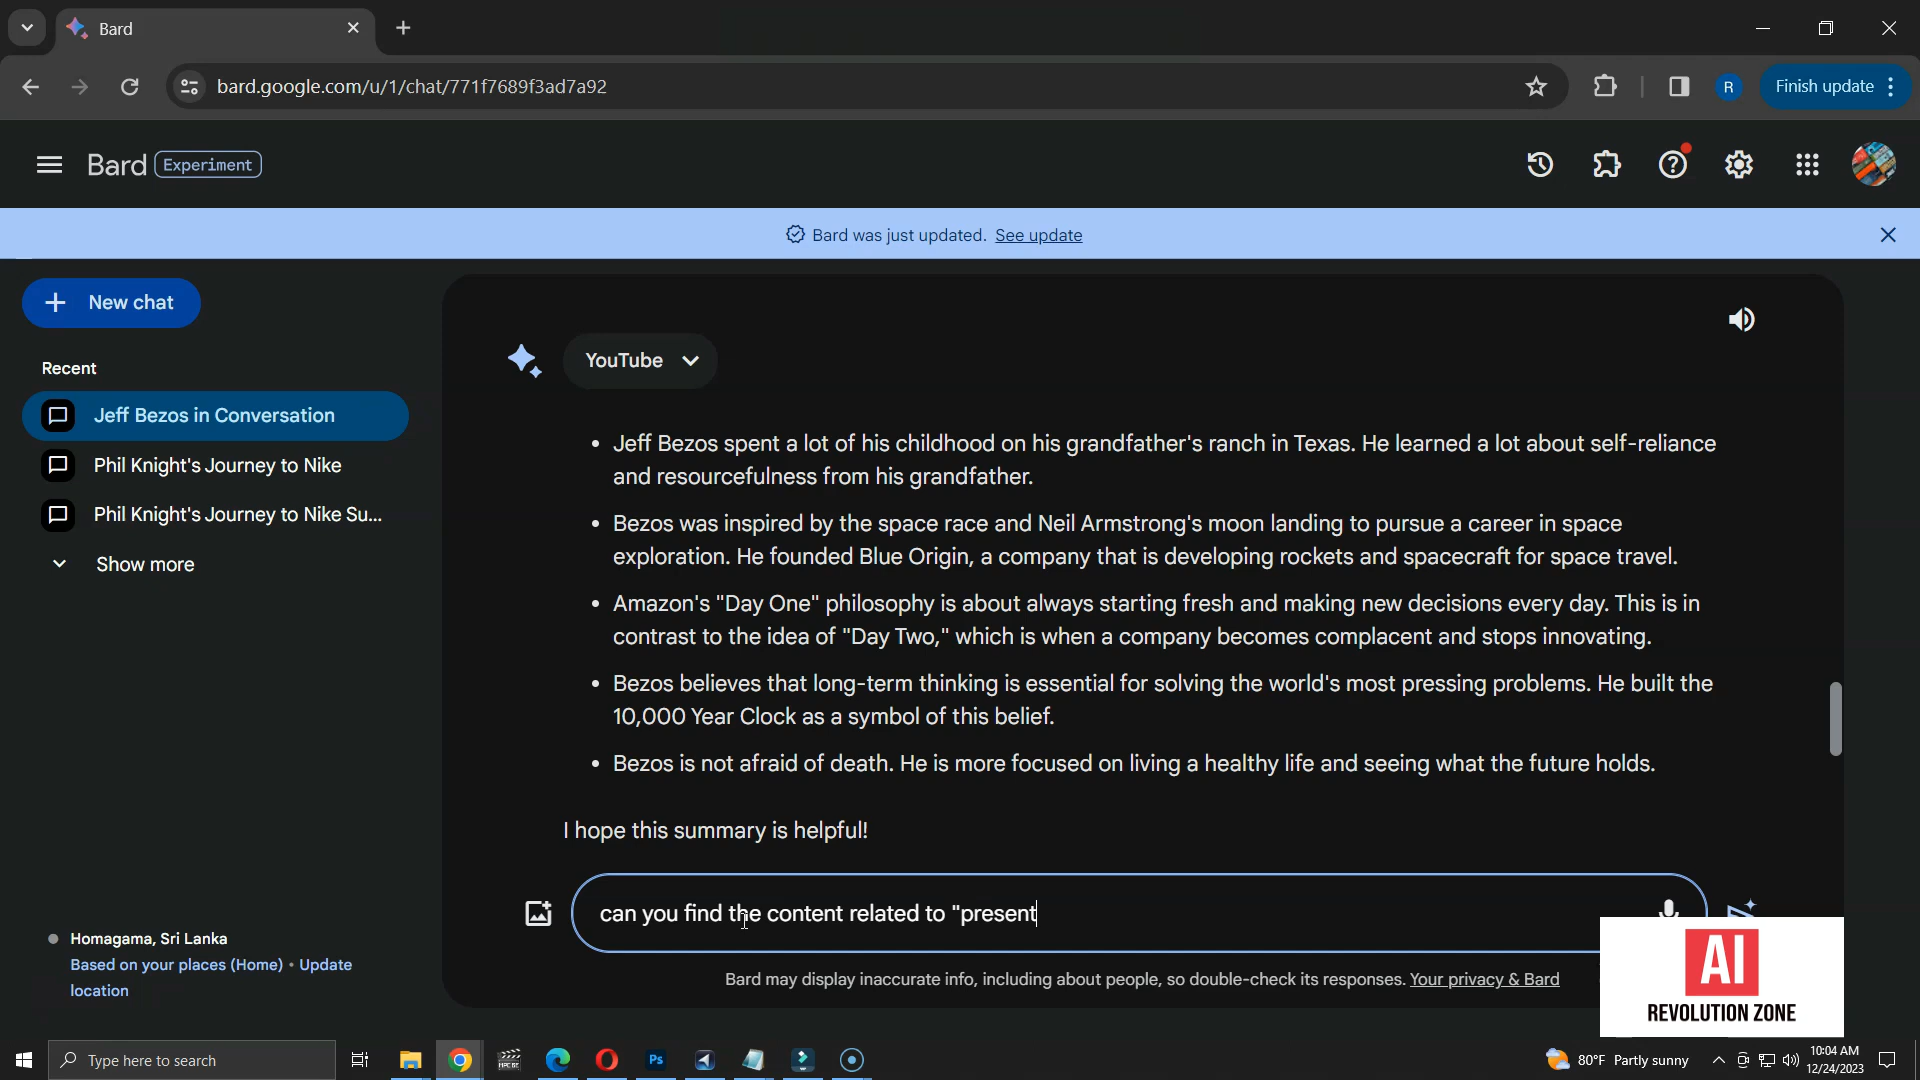 Bard
bard.google.com/u/1/chat/771f7689f3ad7a92
R
Finish update
Bard
Experiment
Bard was just updated. See update
New chat
Recent
Jeff Bezos in Conversation
Phil Knight's Journey to Nike
Phil Knight's Journey to Nike Su...
Show more
Homagama, Sri Lanka
Based on your places (Home) • Update
location
YouTube
• Jeff Bezos spent a lot of his childhood on his grandfather's ranch in Texas. He learned a lot about self-reliance
and resourcefulness from his grandfather.
• Bezos was inspired by the space race and Neil Armstrong's moon landing to pursue a career in space
exploration. He founded Blue Origin, a company that is developing rockets and spacecraft for space travel.
• Amazon's "Day One" philosophy is about always starting fresh and making new decisions every day. This is in
contrast to the idea of "Day Two," which is when a company becomes complacent and stops innovating.
• Bezos believes that long-term thinking is essential for solving the world's most pressing problems. He built the
10,000 Year Clock as a symbol of this belief.
• Bezos is not afraid of death. He is more focused on living a healthy life and seeing what the future holds.
I hope this summary is helpful!
can you find the content related to "present
Bard may display inaccurate info, including about people, so double-check its responses. Your privacy & Bard
AI
REVOLUTION ZONE
Type here to search
MPC BE
Ps
80°F Partly sunny
10:04 AM
12/24/2023